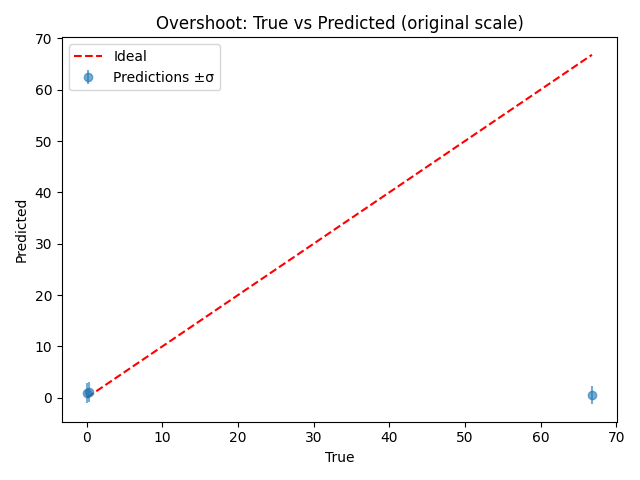 Overshoot: True vs Predicted (original scale)
Ideal
Predictions ±σ
Predicted
70
60
50
40
30
20
10
0
0 10 20 30 40 50 60 70
True